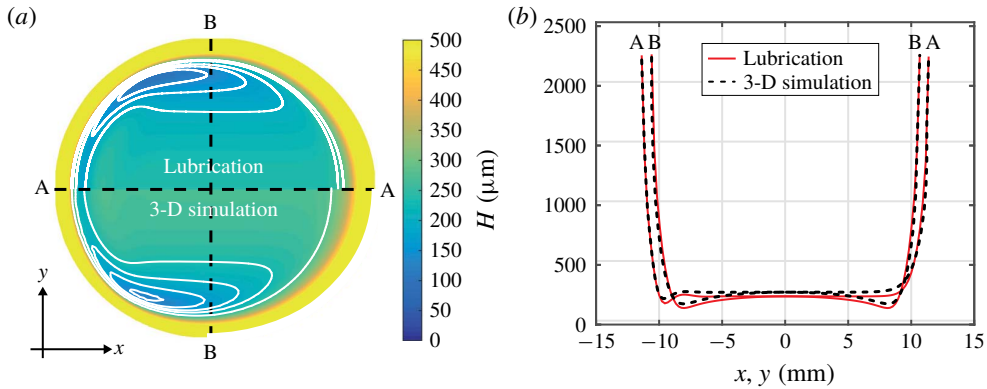 (a)
B
A
A
B
Lubrication
3-D simulation
y
x
500
450
400
350
300
250
200
150
100
50
0
H (μm)
(b)
2500
2000
1500
1000
500
0
A B
B A
Lubrication
3-D simulation
−15 −10 −5 0 5 10 15
x, y (mm)